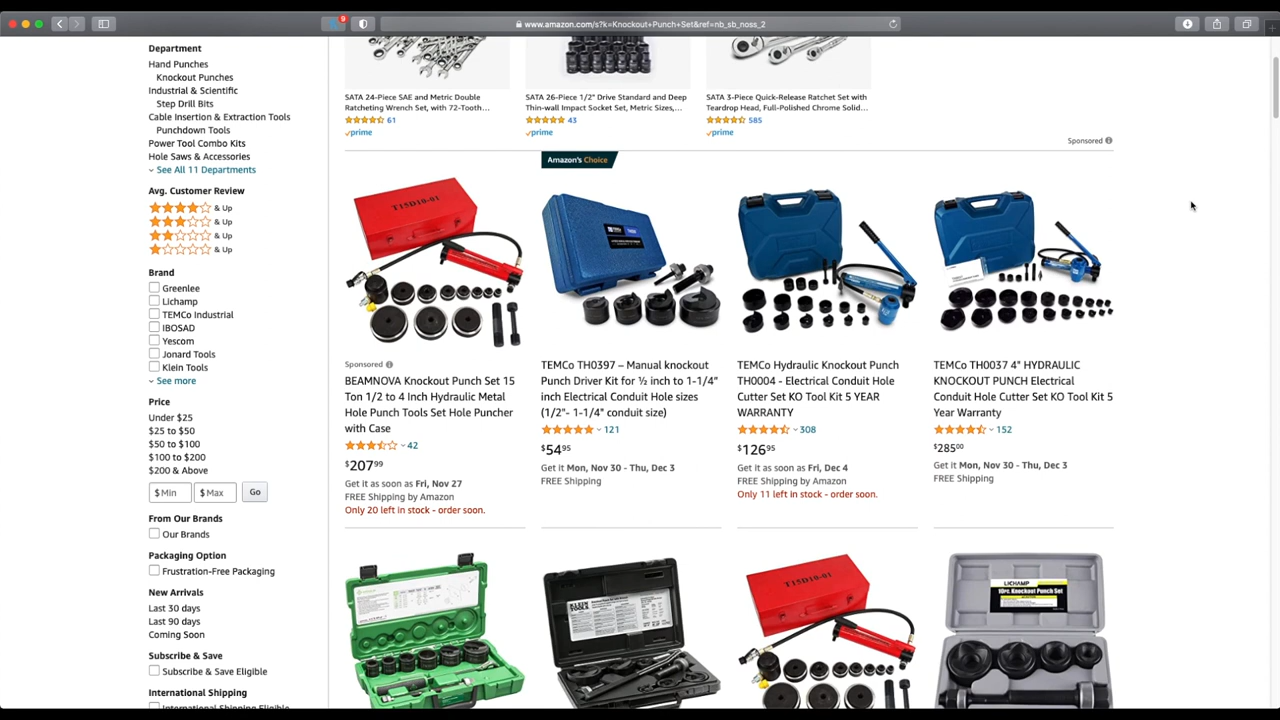 9
www.amazon.com/s?k=Knockout+Punch+Set&ref=nb_sb_noss_2
Department
Hand Punches
Knockout Punches
Industrial & Scientific
Step Drill Bits
Cable Insertion & Extraction Tools
Punchdown Tools
Power Tool Combo Kits
Hole Saws & Accessories
See All 11 Departments
Avg. Customer Review
& Up
& Up
& Up
& Up
Brand
Greenlee
Lichamp
TEMCo Industrial
IBOSAD
Yescom
Jonard Tools
Klein Tools
See more
Price
Under $25
$25 to $50
$50 to $100
$100 to $200
$200 & Above
$ Min $ Max Go
From Our Brands
Our Brands
Packaging Option
Frustration-Free Packaging
New Arrivals
Last 30 days
Last 90 days
Coming Soon
Subscribe & Save
Subscribe & Save Eligible
International Shipping
International Shipping Eligible
SATA 24-Piece SAE and Metric Double
Ratcheting Wrench Set, with 72-Tooth...
61
prime
SATA 26-Piece 1/2" Drive Standard and Deep
Thin-wall Impact Socket Set, Metric Sizes,...
43
prime
SATA 3-Piece Quick-Release Ratchet Set with
Teardrop Head, Full-Polished Chrome Solid...
585
prime
Sponsored
T15D10-01
Sponsored
BEAMNOVA Knockout Punch Set 15
Ton 1/2 to 4 Inch Hydraulic Metal
Hole Punch Tools Set Hole Puncher
with Case
42
$20799
Get it as soon as Fri, Nov 27
FREE Shipping by Amazon
Only 20 left in stock - order soon.
Amazon's Choice
TEMCo TH0397 – Manual knockout
Punch Driver Kit for ½ inch to 1-1/4"
inch Electrical Conduit Hole sizes
(1/2"- 1-1/4" conduit size)
121
$5495
Get it Mon, Nov 30 - Thu, Dec 3
FREE Shipping
TEMCo Hydraulic Knockout Punch
TH0004 - Electrical Conduit Hole
Cutter Set KO Tool Kit 5 YEAR
WARRANTY
308
$12695
Get it as soon as Fri, Dec 4
FREE Shipping by Amazon
Only 11 left in stock - order soon.
TEMCo TH0037 4" HYDRAULIC
KNOCKOUT PUNCH Electrical
Conduit Hole Cutter Set KO Tool Kit 5
Year Warranty
152
$28500
Get it Mon, Nov 30 - Thu, Dec 3
FREE Shipping
KLEIN TOOLS
T15D10-01
LICHAMP
10pc Knockout Punch Set